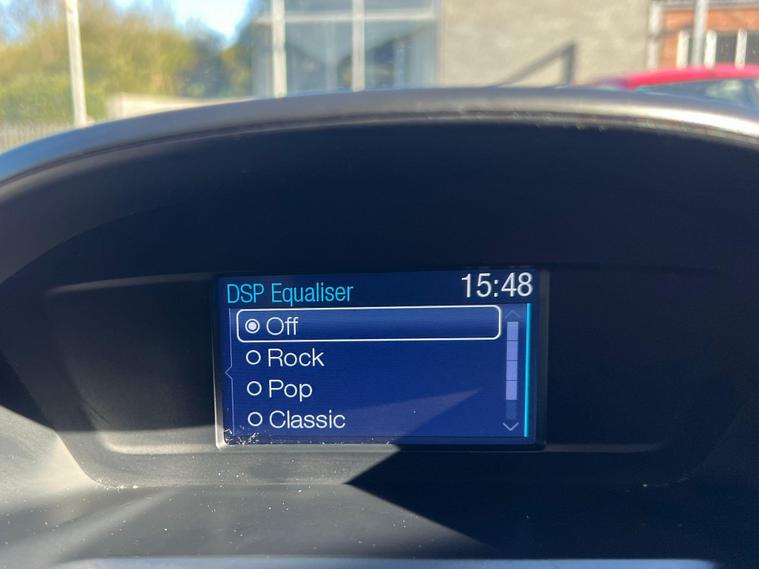 DSP Equaliser 15:48
Off
Rock
Pop
Classic